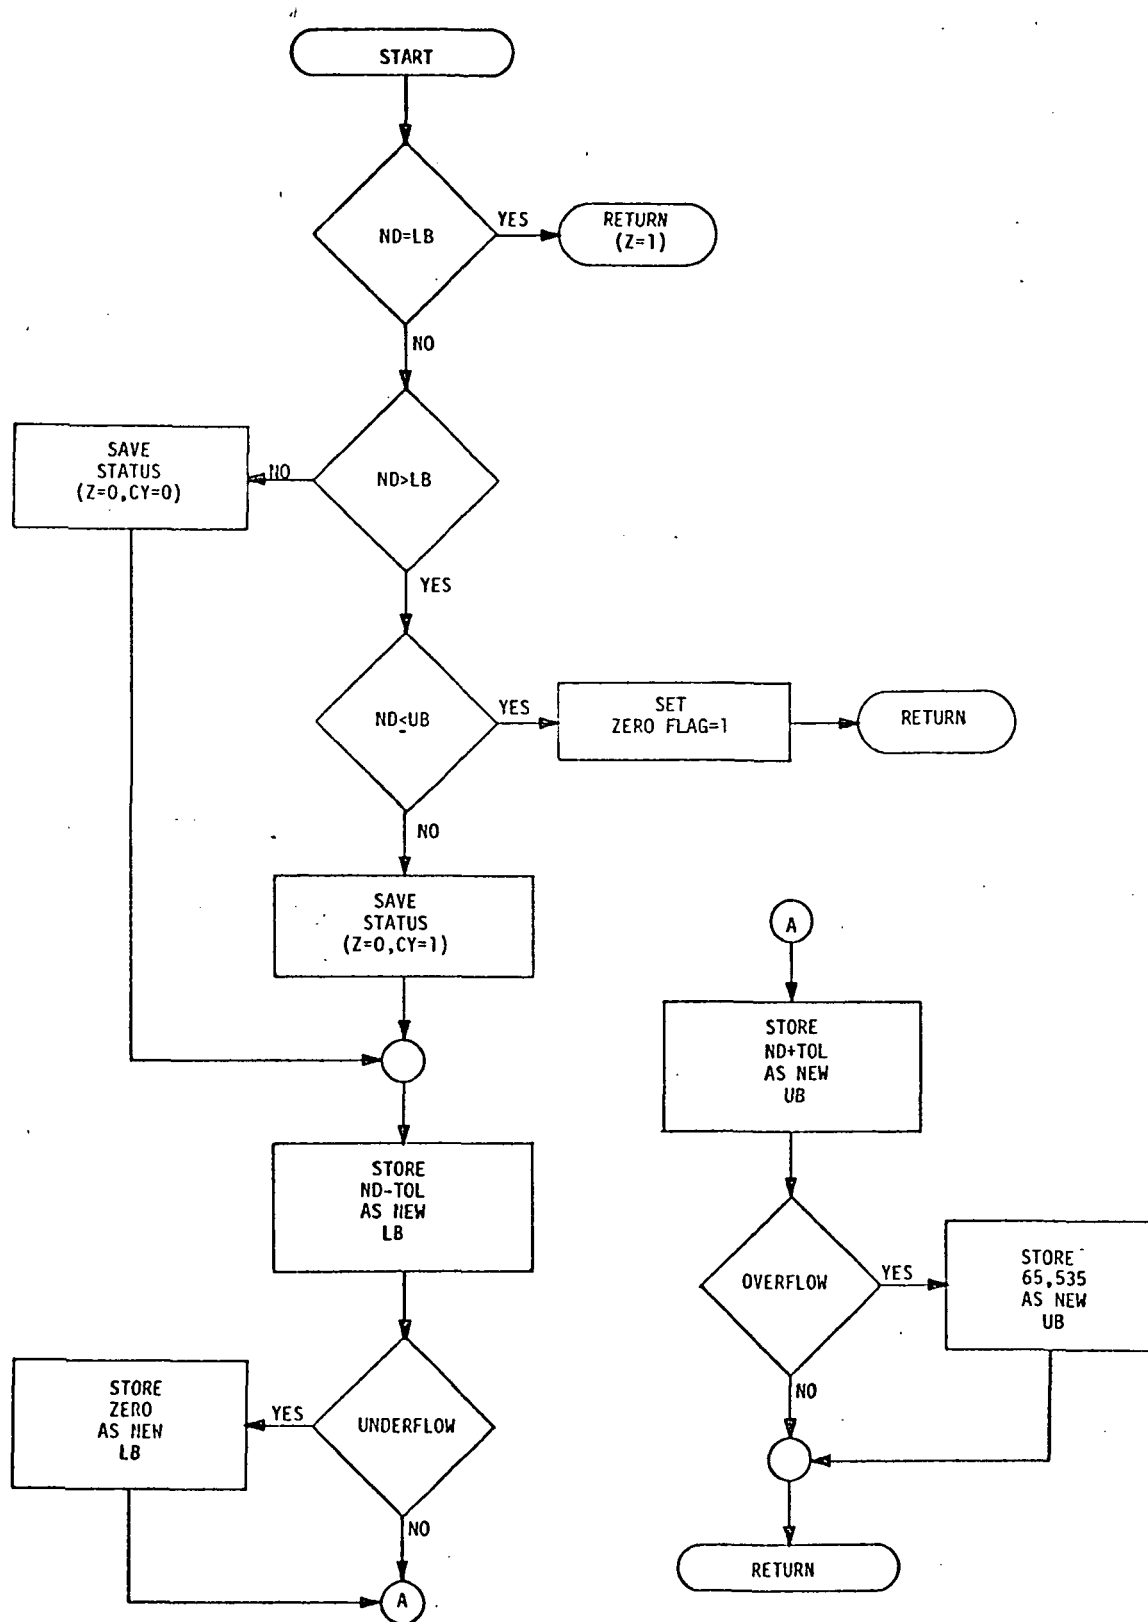 START
ND=LB
YES
RETURN
(Z=1)
NO
SAVE
STATUS
(Z=0,CY=0)
NO
ND>LB
YES
ND≤UB
YES
SET
ZERO FLAG=1
RETURN
NO
SAVE
STATUS
(Z=0,CY=1)
STORE
ND-TOL
AS NEW
LB
STORE
ZERO
AS NEW
LB
YES
UNDERFLOW
NO
A
A
STORE
ND+TOL
AS NEW
UB
OVERFLOW
YES
STORE
65,535
AS NEW
UB
NO
RETURN